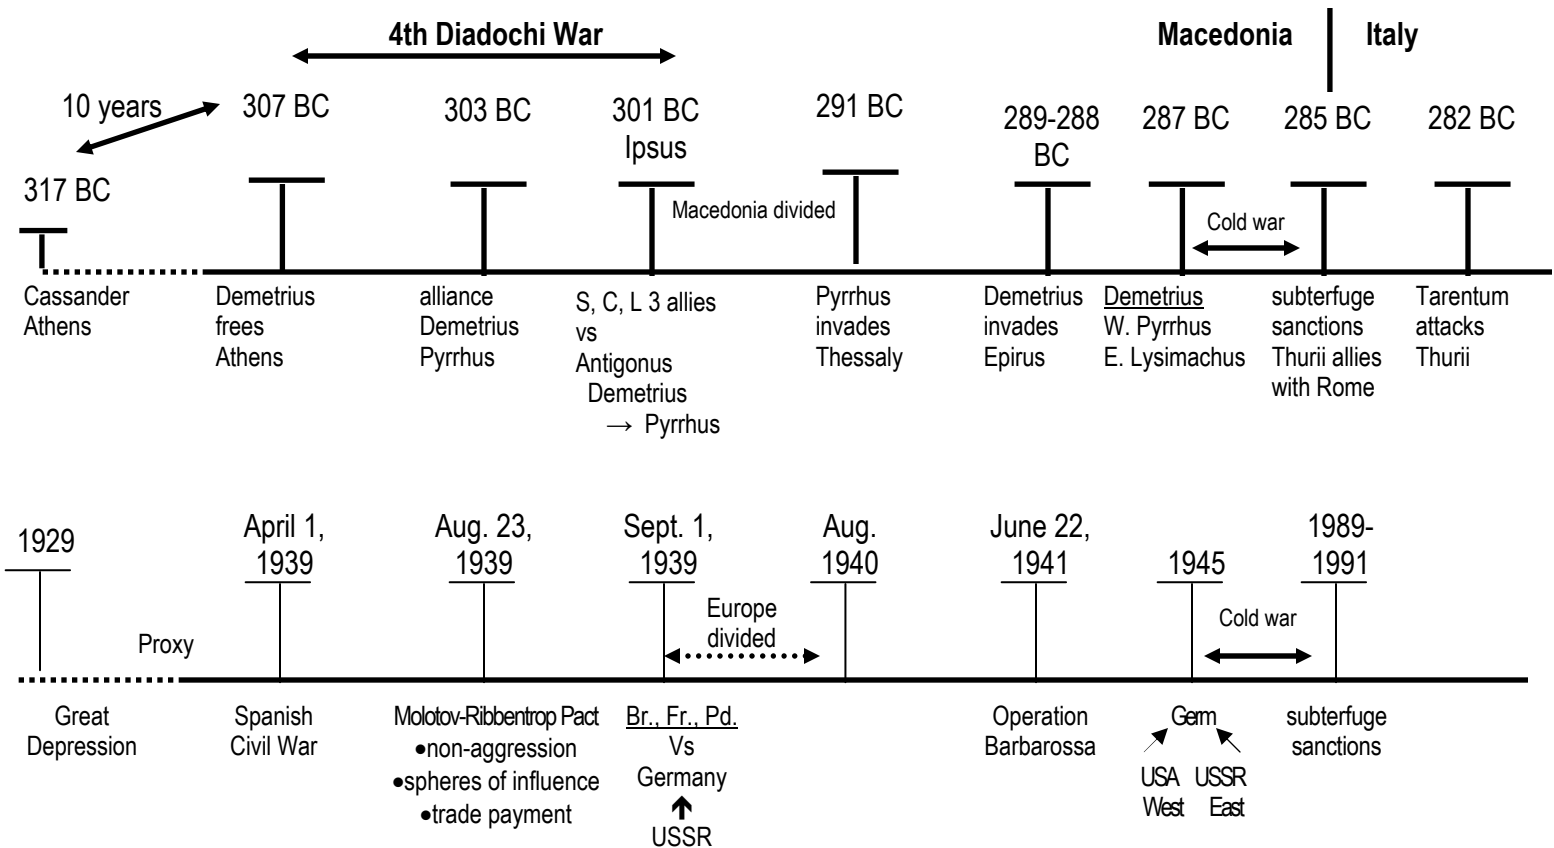 4th Diadochi War
Macedonia
Italy
10 years
317 BC
307 BC
303 BC
301 BC
Ipsus
291 BC
289-288
BC
287 BC
285 BC
282 BC
Macedonia divided
Cold war
Cassander
Athens
Demetrius
frees
Athens
alliance
Demetrius
Pyrrhus
S, C, L 3 allies
vs
Antigonus
Demetrius
→ Pyrrhus
Pyrrhus
invades
Thessaly
Demetrius
invades
Epirus
Demetrius
W. Pyrrhus
E. Lysimachus
subterfuge
sanctions
Thurii allies
with Rome
Tarentum
attacks
Thurii
1929
April 1,
1939
Aug. 23,
1939
Sept. 1,
1939
Aug.
1940
June 22,
1941
1945
1989-
1991
Proxy
Europe
divided
Cold war
Great
Depression
Spanish
Civil War
Molotov-Ribbentrop Pact
•non-aggression
•spheres of influence
•trade payment
Br., Fr., Pd.
Vs
Germany
USSR
Operation
Barbarossa
Germ
USA USSR
West East
subterfuge
sanctions